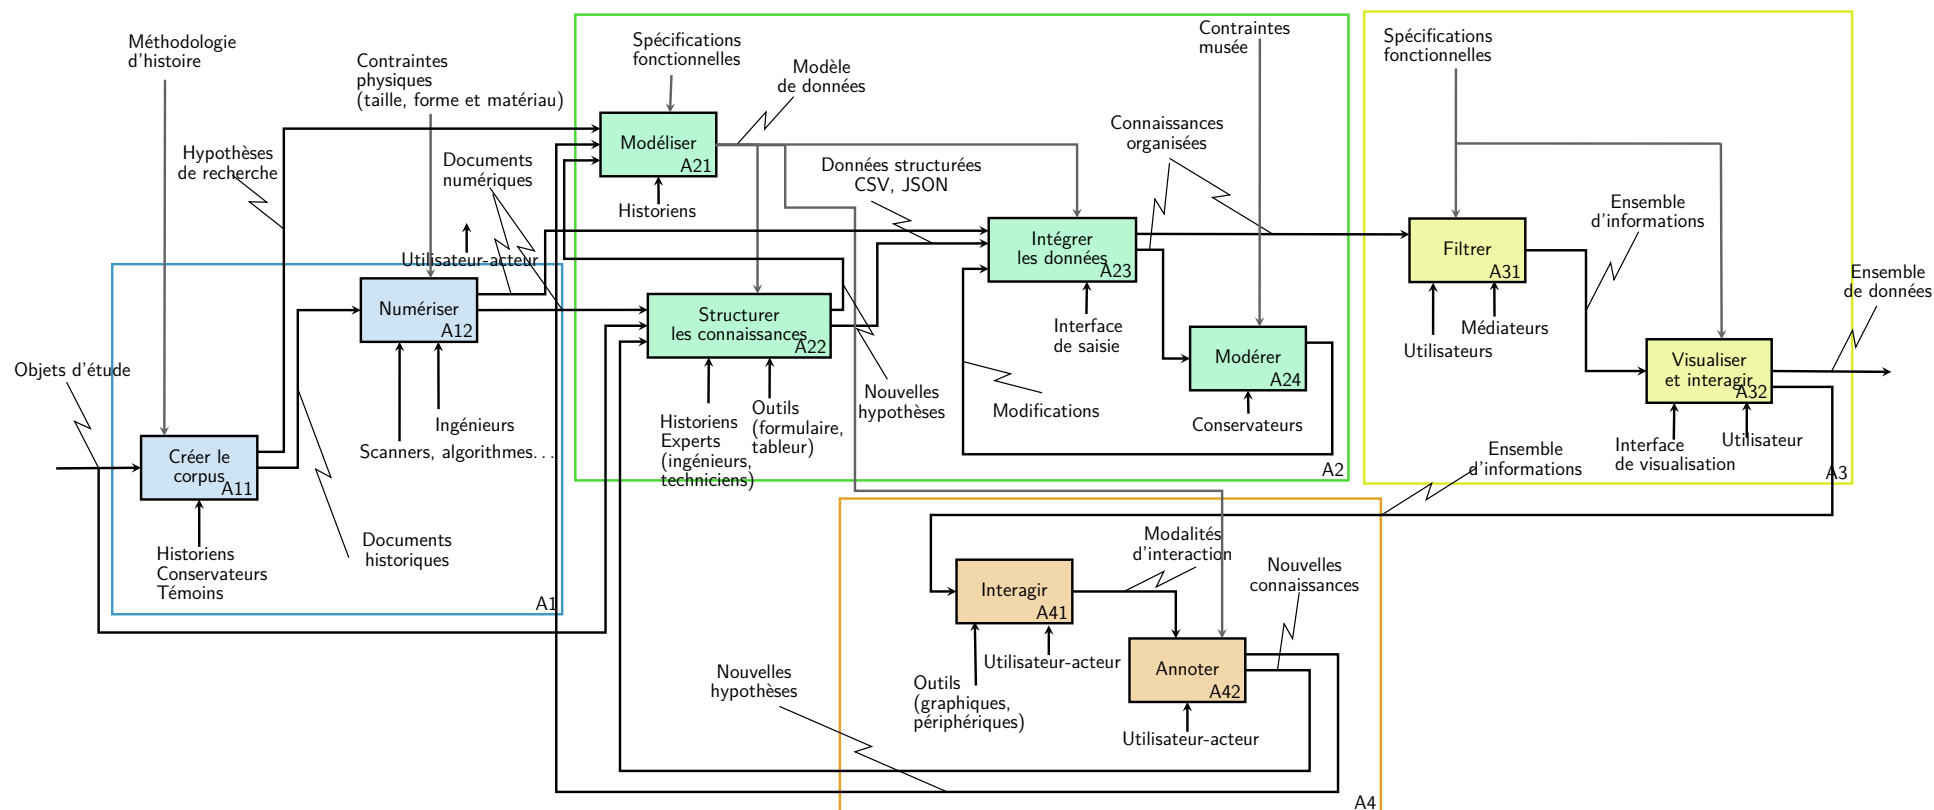 Méthodologie
d'histoire
Contraintes
physiques
(taille, forme et matériau)
Hypothèses
de recherche
Documents
numériques
Utilisateur-acteur
Numériser
A12
Objets d'étude
Ingénieurs
Scanners, algorithmes...
Créer le
corpus
A11
Historiens
Conservateurs
Témoins
Documents
historiques
A1
Spécifications
fonctionnelles
Modèle
de données
Modéliser
A21
Historiens
Données structurées
CSV, JSON
Connaissances
organisées
Contraintes
musée
Intégrer
les données
A23
Structurer
les connaissances
A22
Interface
de saisie
Modérer
A24
Nouvelles
hypothèses
Modifications
Conservateurs
Historiens
Experts
(ingénieurs,
techniciens)
Outils
(formulaire,
tableur)
A2
Spécifications
fonctionnelles
Ensemble
d'informations
Filtrer
A31
Médiateurs
Utilisateurs
Ensemble
de données
Visualiser
et interagir
A32
Interface
de visualisation
Utilisateur
A3
Ensemble
d'informations
Modalités
d'interaction
Nouvelles
connaissances
Interagir
A41
Utilisateur-acteur
Outils
(graphiques,
périphériques)
Annoter
A42
Utilisateur-acteur
Nouvelles
hypothèses
A4